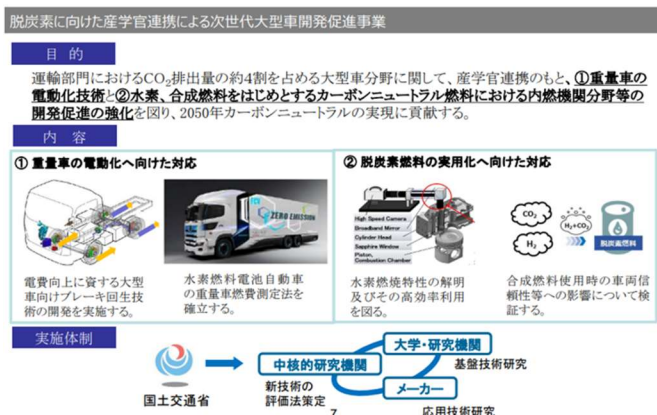 脱炭素に向けた産学官連携による次世代大型車開発促進事業
目 的
運輸部門におけるCO₂排出量の約4割を占める大型車分野に関して、産学官連携のもと、①重量車の
電動化技術と②水素、合成燃料をはじめとするカーボンニュートラル燃料における内燃機関分野等の
開発促進の強化を図り、2050年カーボンニュートラルの実現に貢献する。
内 容
① 重量車の電動化へ向けた対応
ZERO EMISSION
電費向上に資する大型
車向けブレーキ回生技
術の開発を実施する。
水素燃料電池自動車
の重量車燃費測定法を
確立する。
② 脱炭素燃料の実用化へ向けた対応
High Speed Camera
Broadband Mirror
Cylinder Head
Sapphire Window
Piston,
Combustion Chamber
水素燃焼特性の解明
及びその高効率利用
を図る。
CO₂
H₂
H₂+CO₂
脱炭素燃料
合成燃料使用時の車両信
頼性等への影響について検
証する。
実施体制
国土交通省
中核的研究機関
新技術の
評価法策定
大学・研究機関
基盤技術研究
メーカー
応用技術研究
7